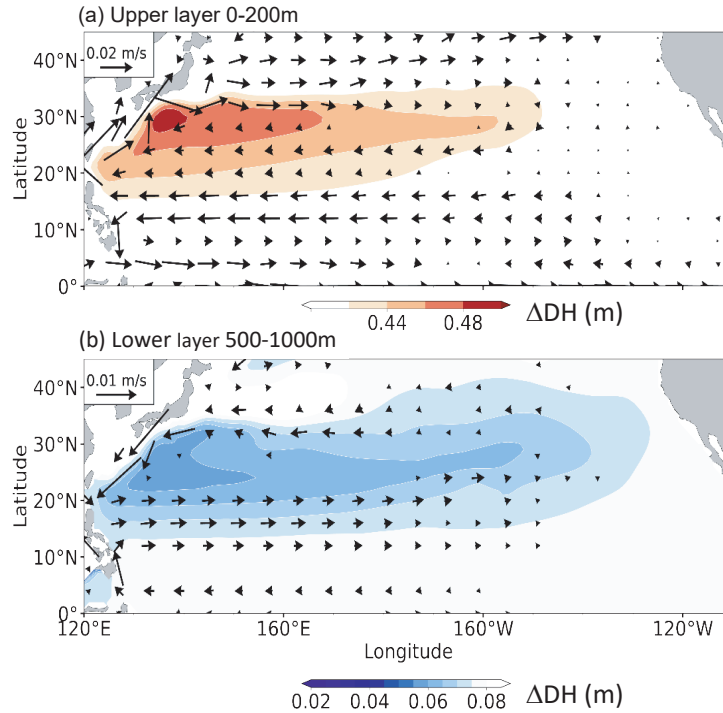 (a) Upper layer 0-200m
0.02 m/s
40°N
30°N
20°N
10°N
0°
Latitude
0.44 0.48 ΔDH (m)
(b) Lower layer 500-1000m
0.01 m/s
40°N
30°N
20°N
10°N
0°
Latitude
120°E 160°E 160°W 120°W
Longitude
0.02 0.04 0.06 0.08 ΔDH (m)